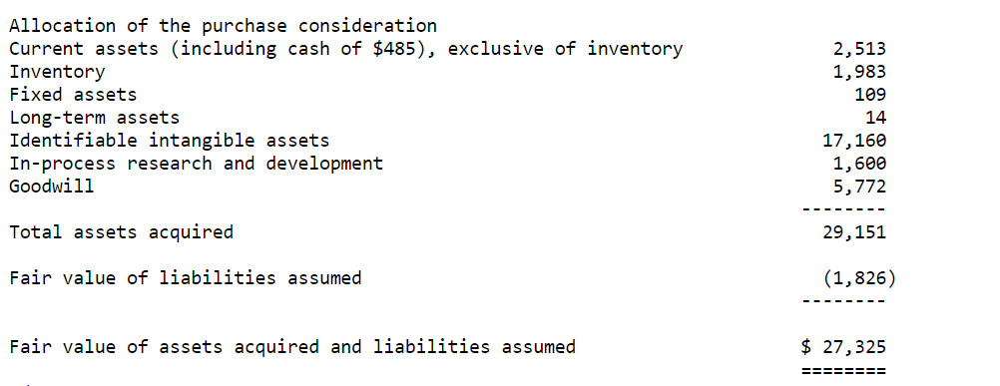 Allocation of the purchase consideration
Current assets (including cash of $485), exclusive of inventory 2,513
Inventory 1,983
Fixed assets 109
Long-term assets 14
Identifiable intangible assets 17,160
In-process research and development 1,600
Goodwill 5,772
--------
Total assets acquired 29,151
Fair value of liabilities assumed (1,826)
--------
Fair value of assets acquired and liabilities assumed $ 27,325
========